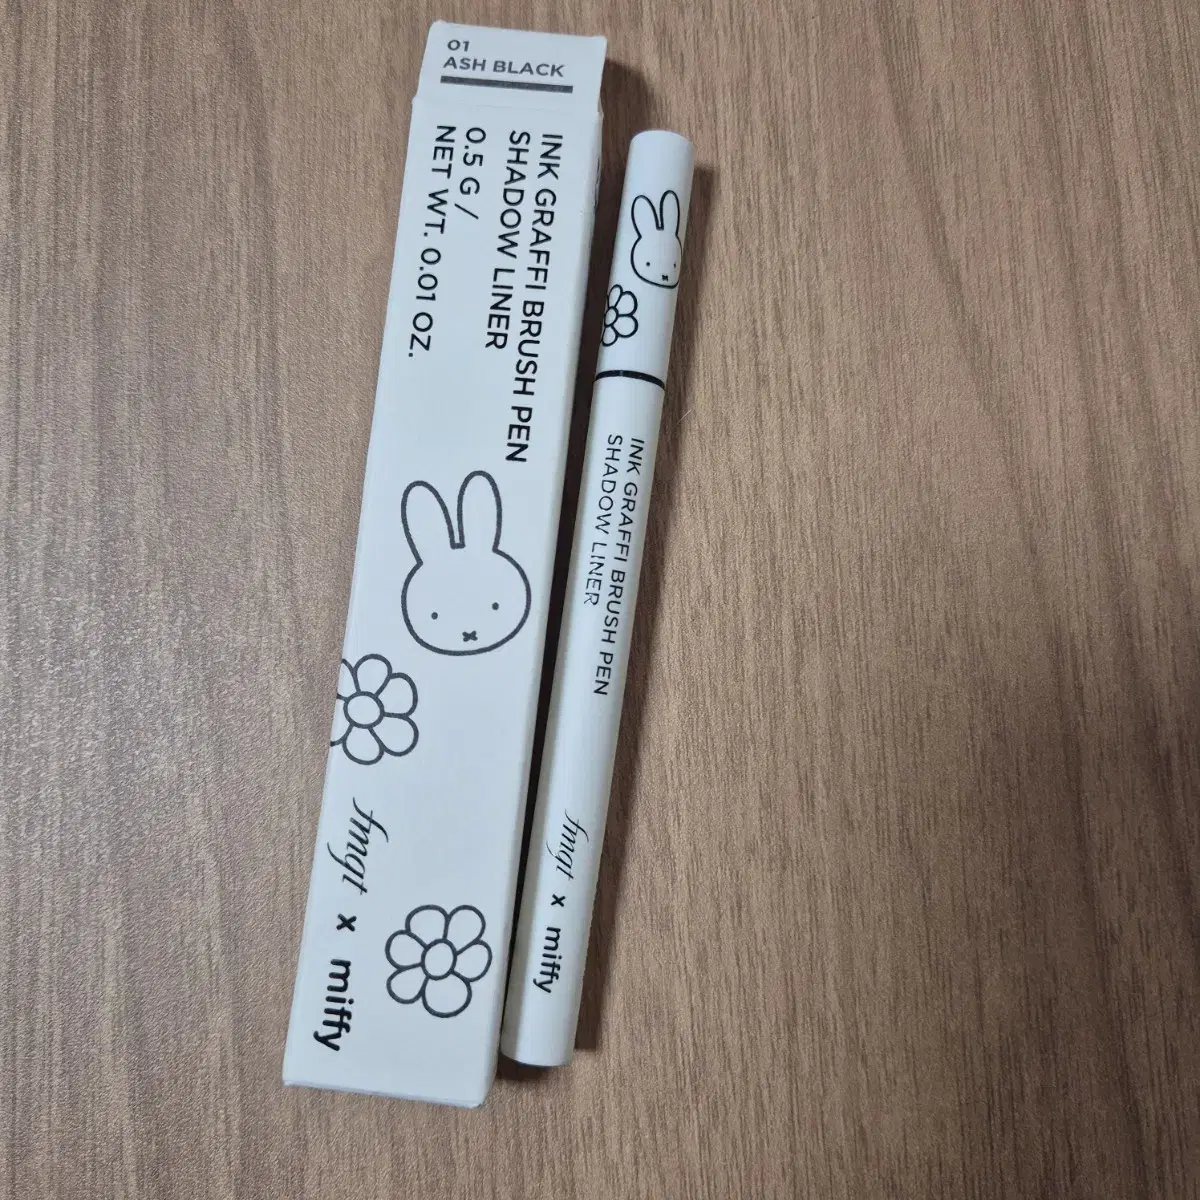 01
ASH BLACK
INK GRAFFI BRUSH PEN
SHADOW LINER
0.5 G /
NET WT. 0.01 OZ.
fmgt x miffy
INK GRAFFI BRUSH PEN
SHADOW LINER
fmgt x miffy